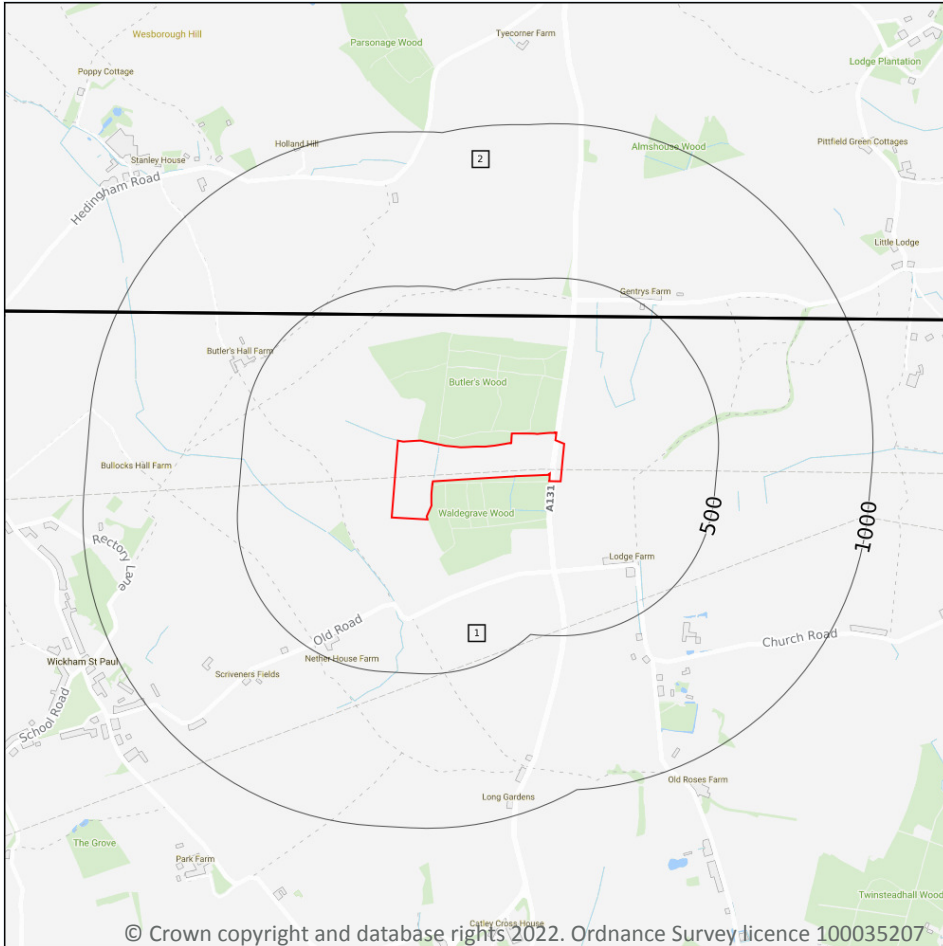 Wesborough Hill
Parsonage Wood
Tyecorner Farm
Lodge Plantation
Poppy Cottage
Stanley House
Holland Hill
Almshouse Wood
Pittfield Green Cottages
2
Hedingham Road
Little Lodge
Gentrys Farm
Butler's Hall Farm
Butler's Wood
Bullocks Hall Farm
A131
Waldegrave Wood
500
1000
Rectory Lane
Lodge Farm
Old Road
1
Church Road
Nether House Farm
Wickham St Paul
Scriveners Fields
School Road
Old Roses Farm
Long Gardens
The Grove
Park Farm
Twinsteadhall Wood
Catley Cross House
© Crown copyright and database rights 2022. Ordnance Survey licence 100035207